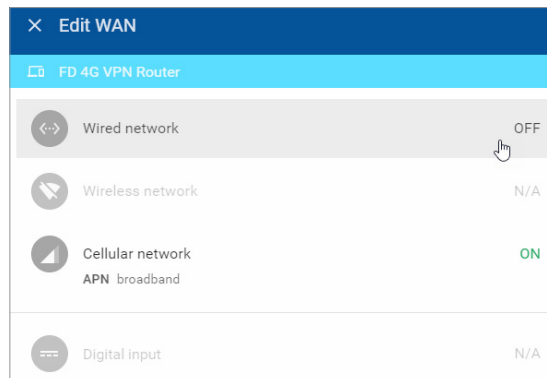 Edit WAN
FD 4G VPN Router
Wired network OFF
Wireless network N/A
Cellular network ON
APN broadband
Digital input N/A